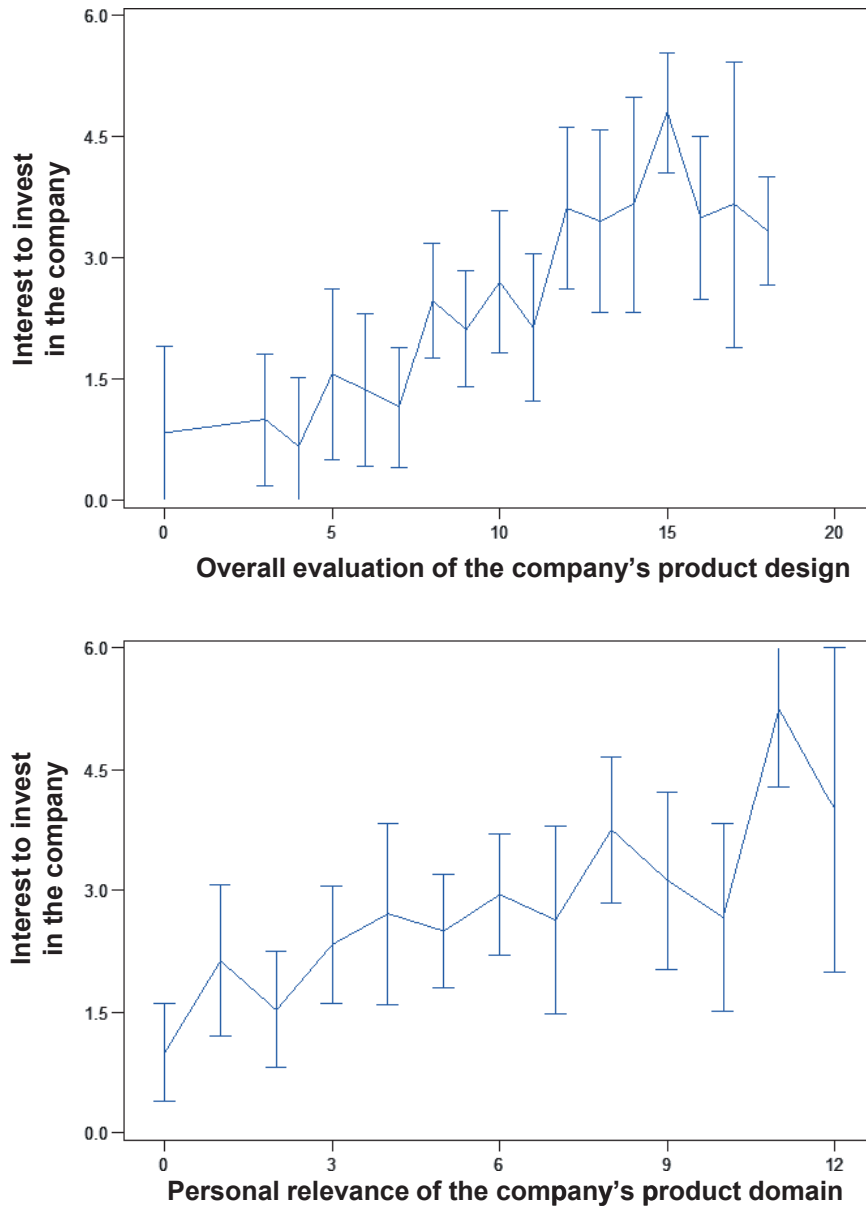 6.0
4.5
3.0
1.5
0.0
Interest to invest
in the company
0 5 10 15 20
Overall evaluation of the company's product design
6.0
4.5
3.0
1.5
0.0
Interest to invest
in the company
0 3 6 9 12
Personal relevance of the company's product domain